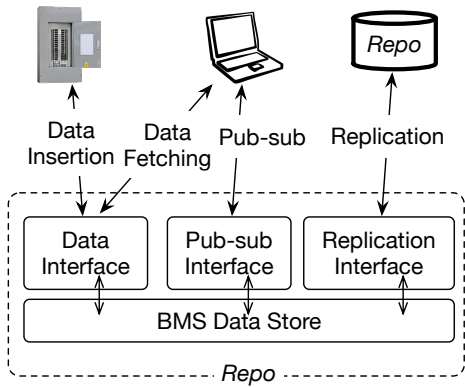 Repo
Data
Insertion
Data
Fetching
Pub-sub
Replication
Data
Interface
Pub-sub
Interface
Replication
Interface
BMS Data Store
Repo